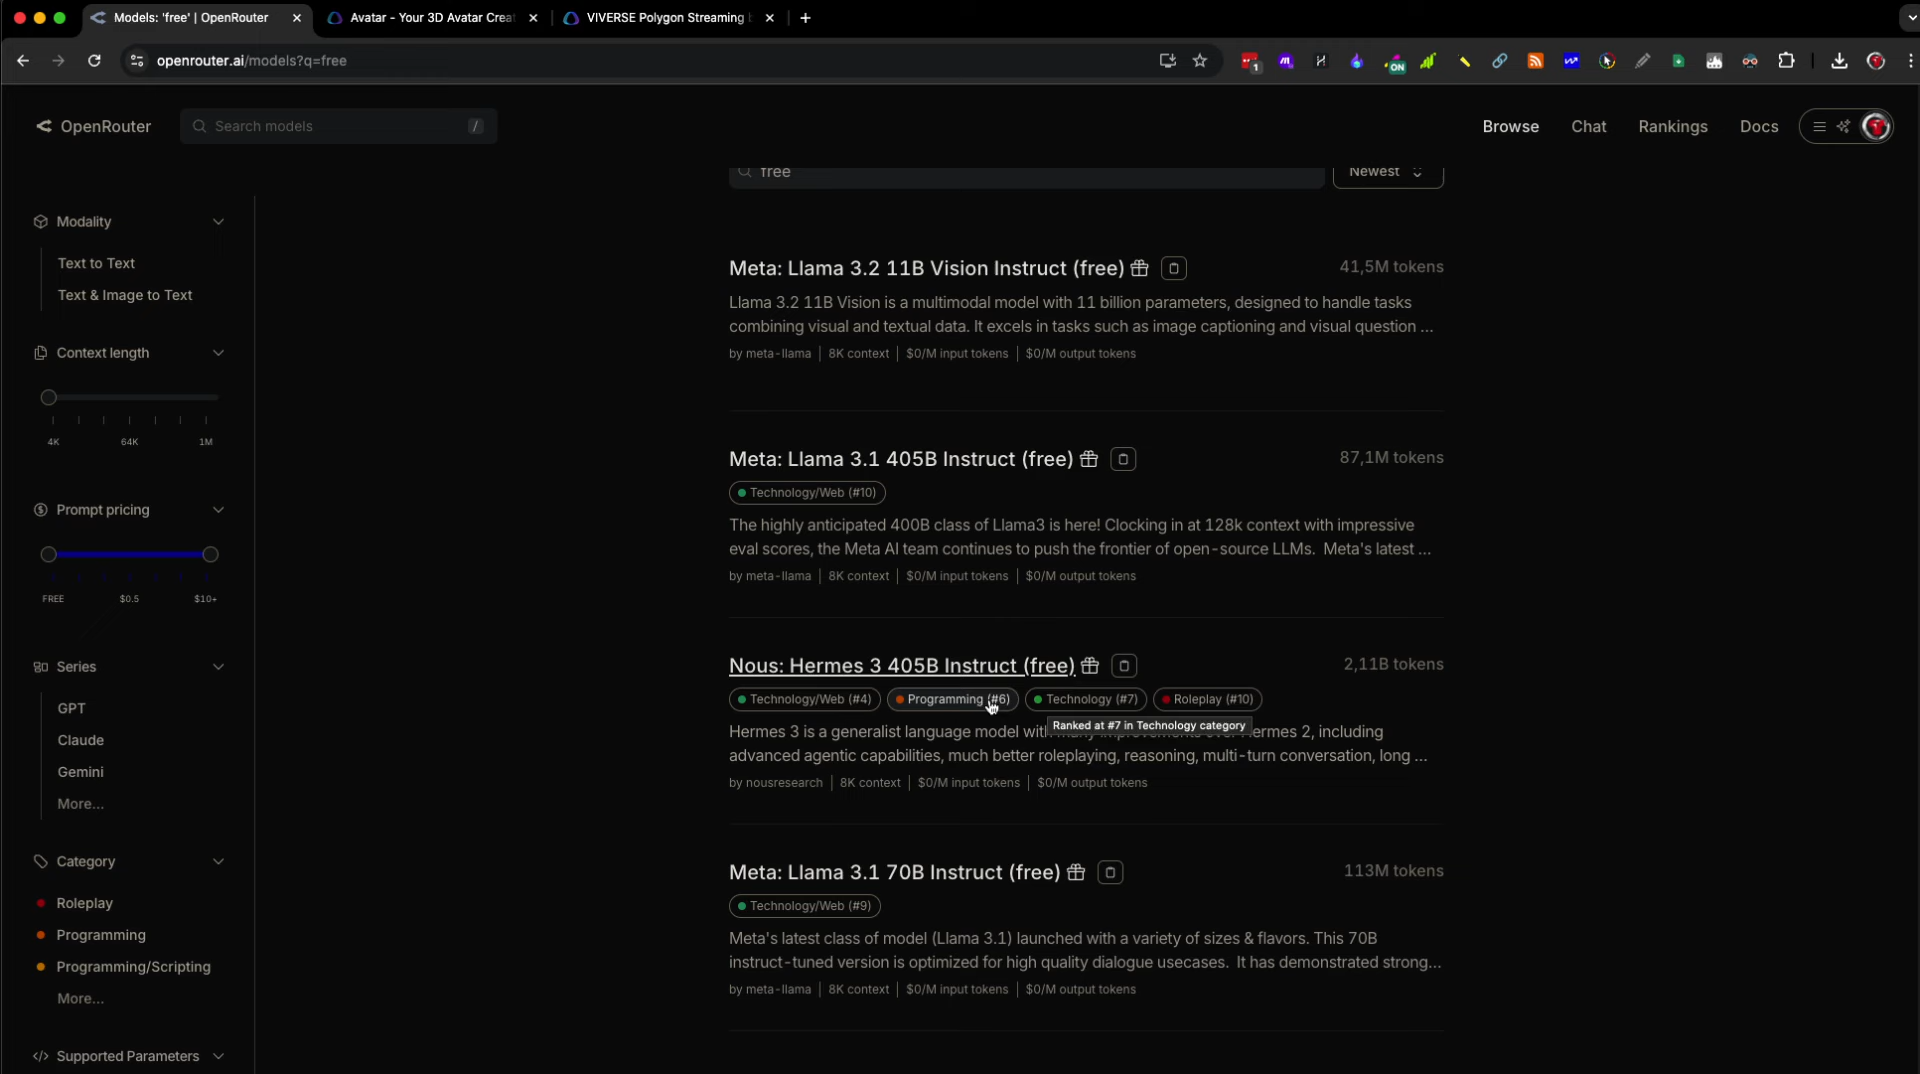 Models: 'free' | OpenRouter
Avatar - Your 3D Avatar Creat
VIVERSE Polygon Streaming
openrouter.ai/models?q=free
1
ON
OpenRouter
Search models
/
Browse
Chat
Rankings
Docs
free
Newest
Modality
Text to Text
Text & Image to Text
Context length
4K
64K
1M
Prompt pricing
FREE
$0.5
$10+
Series
GPT
Claude
Gemini
More...
Category
Roleplay
Programming
Programming/Scripting
More...
Supported Parameters
Meta: Llama 3.2 11B Vision Instruct (free)
41,5M tokens
Llama 3.2 11B Vision is a multimodal model with 11 billion parameters, designed to handle tasks
combining visual and textual data. It excels in tasks such as image captioning and visual question ...
by meta-llama | 8K context | $0/M input tokens | $0/M output tokens
Meta: Llama 3.1 405B Instruct (free)
87,1M tokens
Technology/Web (#10)
The highly anticipated 400B class of Llama3 is here! Clocking in at 128k context with impressive
eval scores, the Meta AI team continues to push the frontier of open-source LLMs. Meta's latest ...
by meta-llama | 8K context | $0/M input tokens | $0/M output tokens
Nous: Hermes 3 405B Instruct (free)
2,11B tokens
Technology/Web (#4)
Programming (#6)
Technology (#7)
Roleplay (#10)
Ranked at #7 in Technology category
Hermes 3 is a generalist language model with many improvements over Hermes 2, including
advanced agentic capabilities, much better roleplaying, reasoning, multi-turn conversation, long ...
by nousresearch | 8K context | $0/M input tokens | $0/M output tokens
Meta: Llama 3.1 70B Instruct (free)
113M tokens
Technology/Web (#9)
Meta's latest class of model (Llama 3.1) launched with a variety of sizes & flavors. This 70B
instruct-tuned version is optimized for high quality dialogue usecases. It has demonstrated strong...
by meta-llama | 8K context | $0/M input tokens | $0/M output tokens